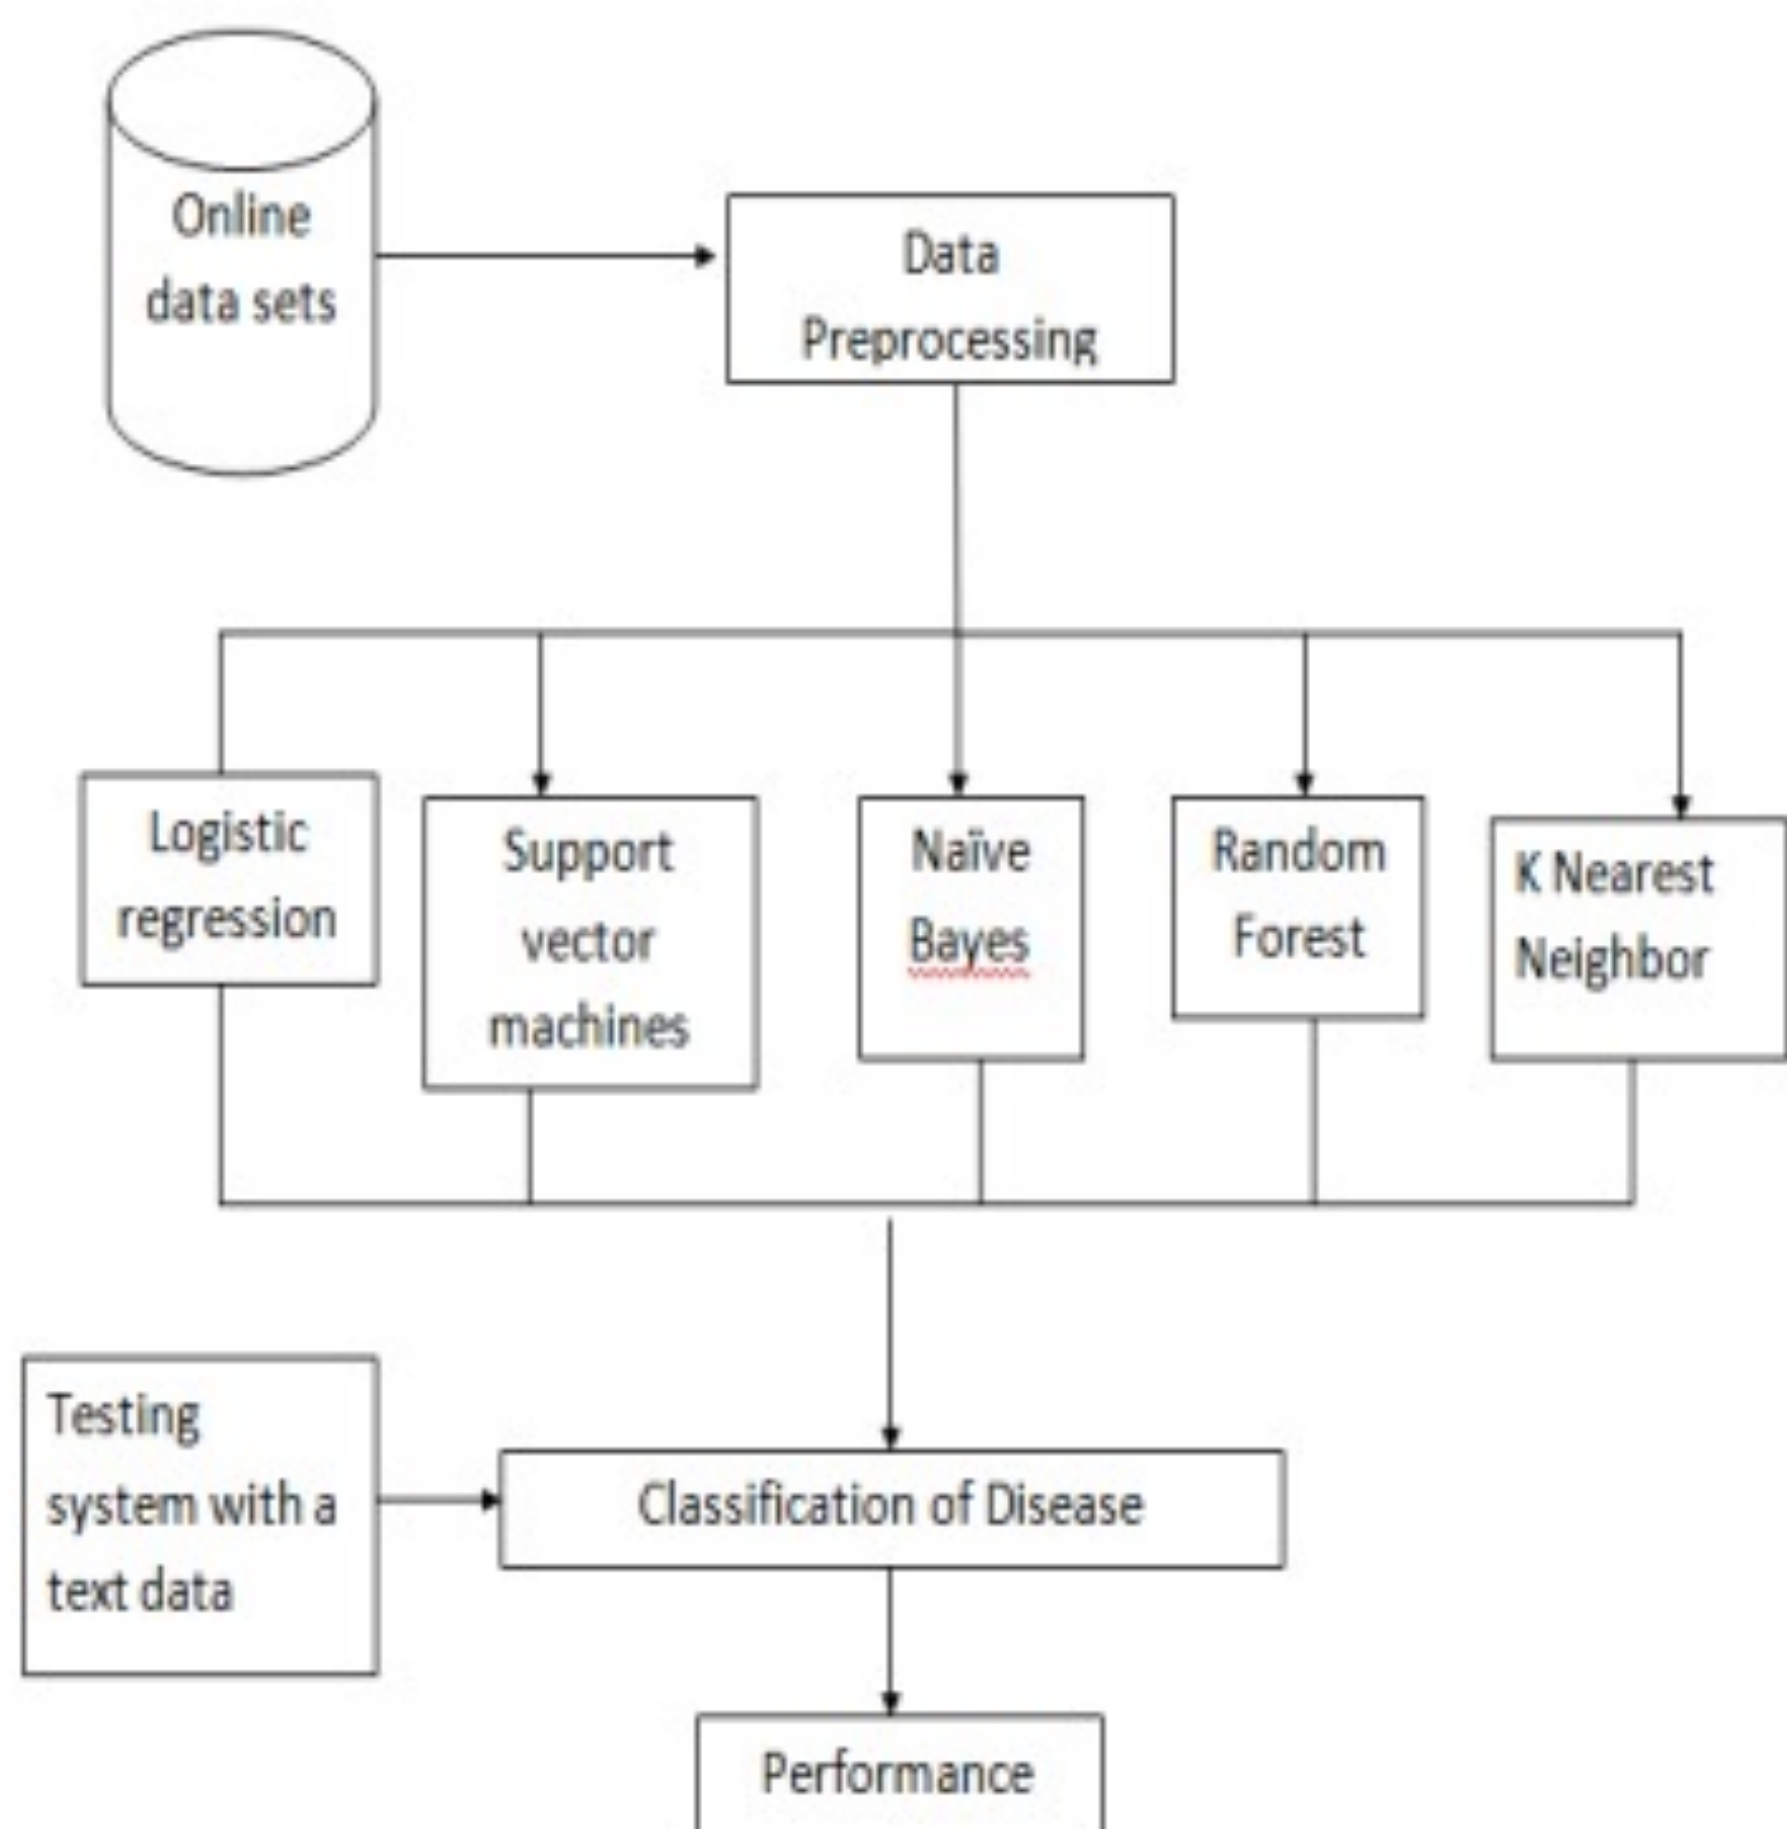 Online
data sets
Data
Preprocessing
Logistic
regression
Support
vector
machines
Naïve
Bayes
Random
Forest
K Nearest
Neighbor
Testing
system with a
text data
Classification of Disease
Performance